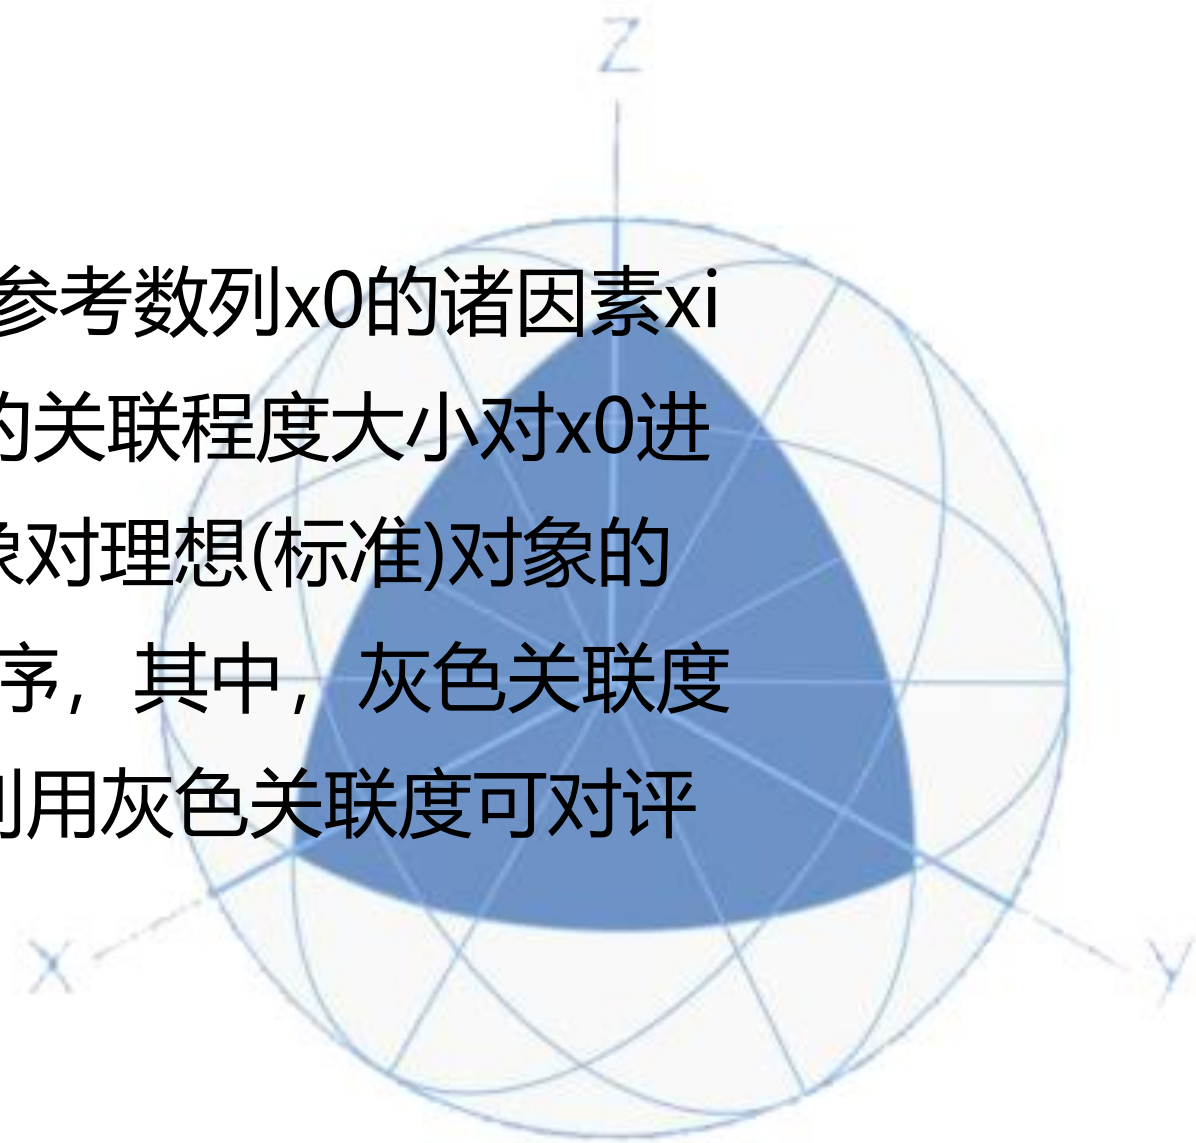 Z
参考数列x0的诸因素xi
的关联程度大小对x0进
象对理想(标准)对象的
序，其中，灰色关联度
利用灰色关联度可对评
X
Y